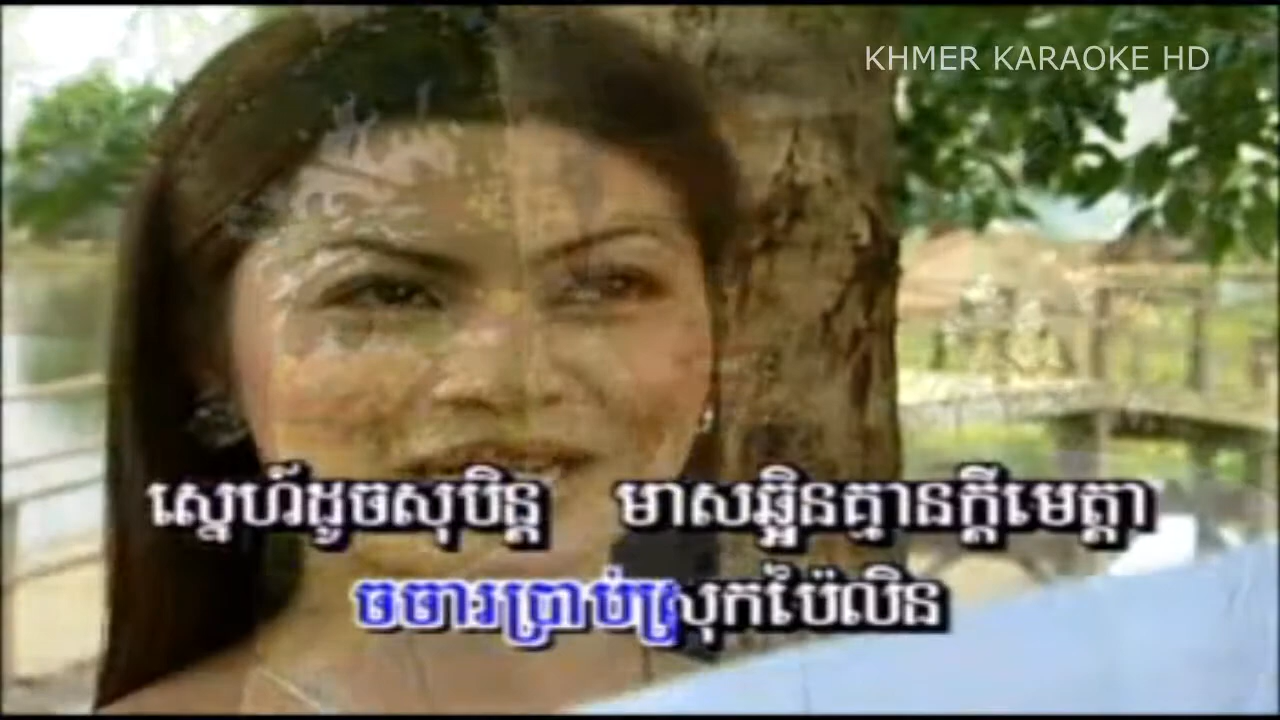 KHMER KARAOKE HD
ស្នេហ៍ដូចសុបិន្ត មាសឆ្អិនគ្មានក្ដីមេត្តា
ចចារប្រាប់ស្រុកប៉ៃលិន